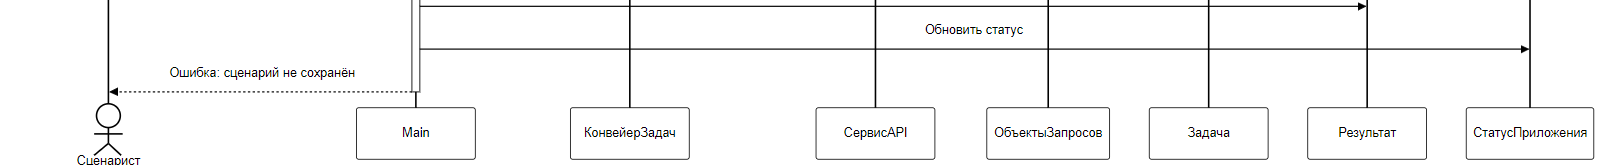 Обновить статус
Ошибка: сценарий не сохранён
Main
КонвейерЗадач
СервисAPI
ОбъектыЗапросов
Задача
Результат
СтатусПриложения
Сценарист